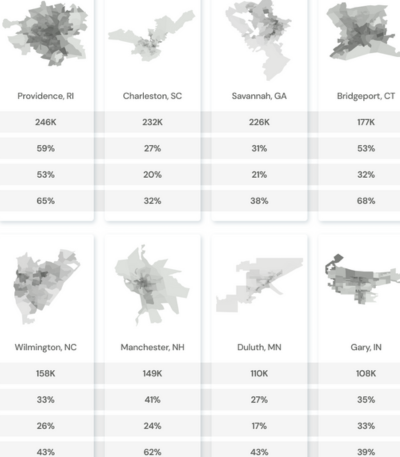 Providence, RI Charleston, SC Savannah, GA Bridgeport, CT
246K 232K 226K 177K
59% 27% 31% 53%
53% 20% 21% 32%
65% 32% 38% 68%
Wilmington, NC Manchester, NH Duluth, MN Gary, IN
158K 149K 110K 108K
33% 41% 27% 35%
26% 24% 17% 33%
43% 62% 43% 39%